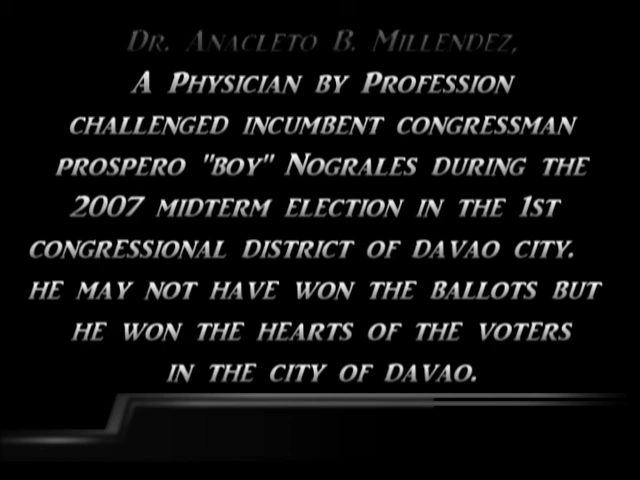 Dr. Anacleto B. Millendez,
A Physician by Profession
challenged incumbent congressman
prospero "boy" Nograles during the
2007 midterm election in the 1st
congressional district of davao city.
he may not have won the ballots but
he won the hearts of the voters
in the city of davao.